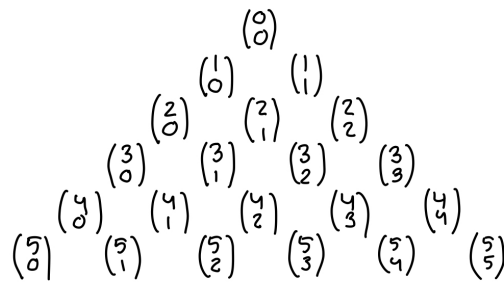 (0 0)
(1 0) (1 1)
(2 0) (2 1) (2 2)
(3 0) (3 1) (3 2) (3 3)
(4 0) (4 1) (4 2) (4 3) (4 4)
(5 0) (5 1) (5 2) (5 3) (5 4) (5 5)